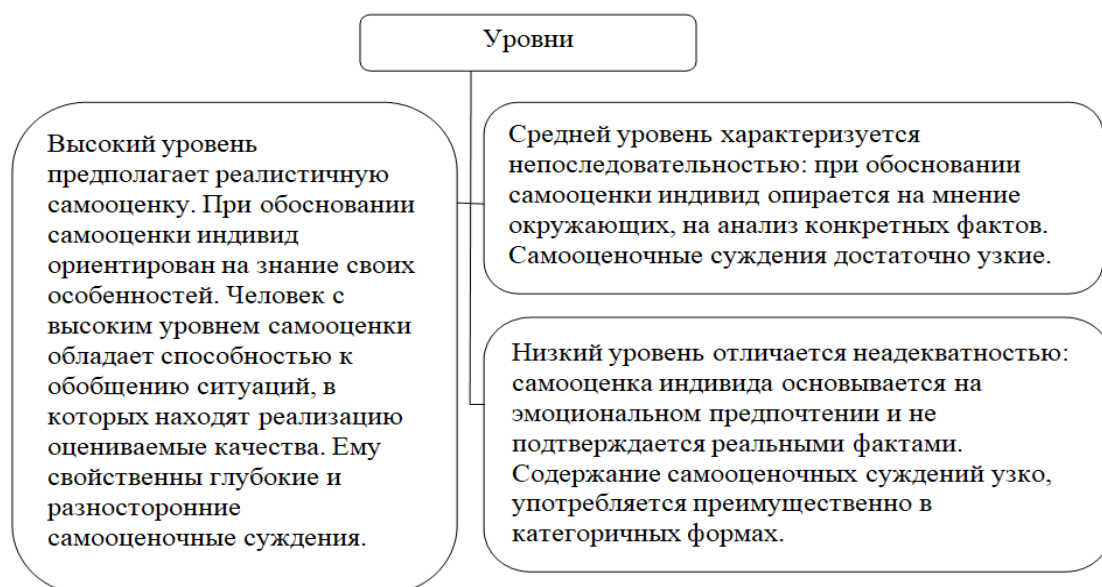 Уровни
Высокий уровень
предполагает реалистичную
самооценку. При обосновании
самооценки индивид
ориентирован на знание своих
особенностей. Человек с
высоким уровнем самооценки
обладает способностью к
обобщению ситуаций, в
которых находят реализацию
оцениваемые качества. Ему
свойственны глубокие и
разносторонние
самооценочные суждения.
Средней уровень характеризуется
непоследовательностью: при обосновании
самооценки индивид опирается на мнение
окружающих, на анализ конкретных фактов.
Самооценочные суждения достаточно узкие.
Низкий уровень отличается неадекватностью:
самооценка индивида основывается на
эмоциональном предпочтении и не
подтверждается реальными фактами.
Содержание самооценочных суждений узко,
употребляется преимущественно в
категоричных формах.